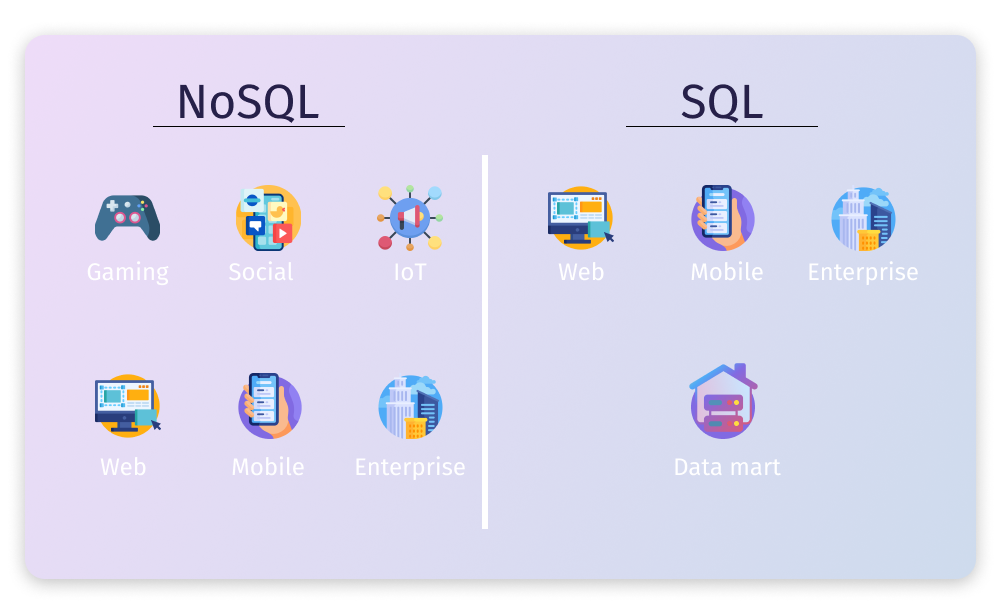 NoSQL
Gaming
Social
IoT
Web
Mobile
Enterprise
SQL
Web
Mobile
Enterprise
Data mart